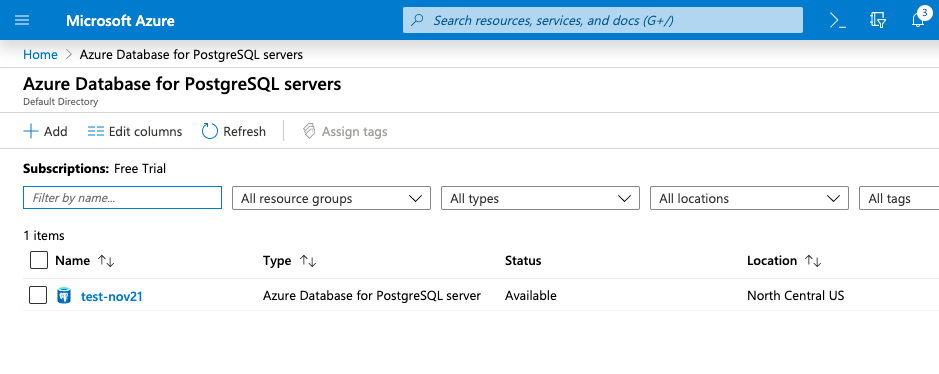 Microsoft Azure
Search resources, services, and docs (G+/)
3
Home > Azure Database for PostgreSQL servers
Azure Database for PostgreSQL servers
Default Directory
Add Edit columns Refresh Assign tags
Subscriptions: Free Trial
Filter by name... All resource groups All types All locations All tags
1 items
Name Type Status Location
test-nov21 Azure Database for PostgreSQL server Available North Central US